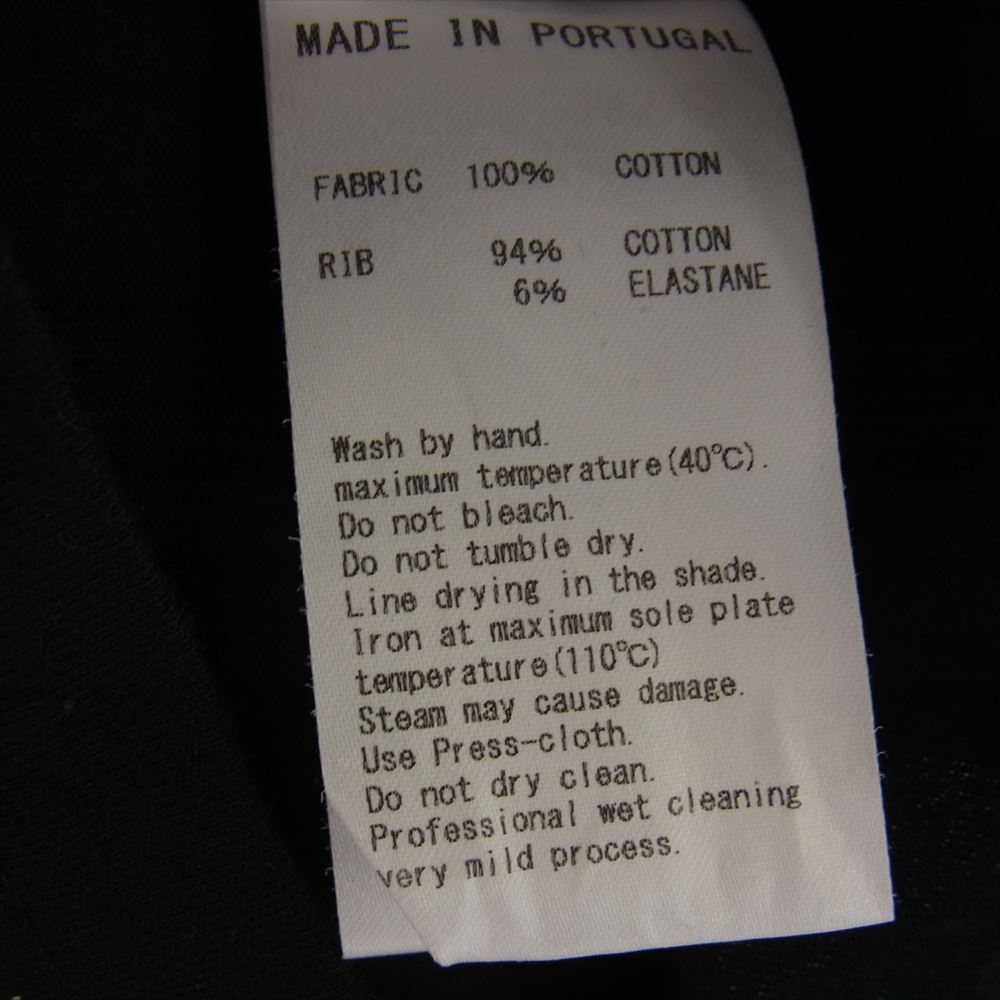 MADE IN PORTUGAL
FABRIC 100% COTTON
RIB 94% COTTON
6% ELASTANE
Wash by hand.
maximum temperature(40℃).
Do not bleach.
Do not tumble dry.
Line drying in the shade.
Iron at maximum sole plate
temperature(110℃)
Steam may cause damage.
Use Press-cloth.
Do not dry clean.
Professional wet cleaning
very mild process.